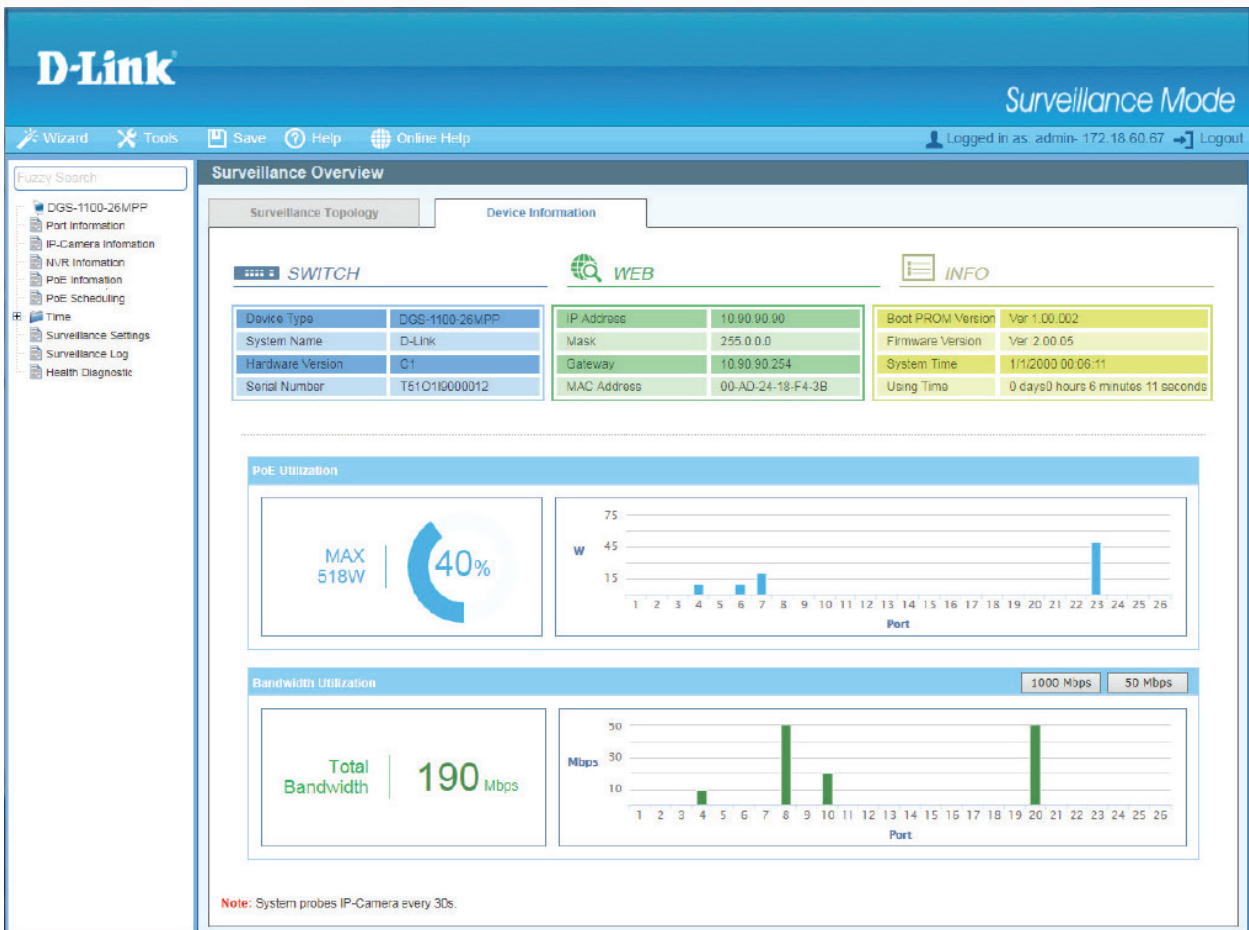 D-Link
Surveillance Mode
Wizard Tools Save Help Online Help Logged in as. admin- 172.18.60.67 Logout
Fuzzy Search
DGS-1100-26MPP
Port Information
IP-Camera Infomation
NVR Infomation
PoE Infomation
PoE Scheduling
Time
Surveillance Settings
Surveillance Log
Health Diagnostic
Surveillance Overview
Surveillance Topology Device Information
SWITCH
Device Type DGS-1100-26MPP
System Name D-Link
Hardware Version C1
Serial Number T51O1I9000012
WEB
IP Address 10.90.90.90
Mask 255.0.0.0
Gateway 10.90.90.254
MAC Address 00-AD-24-18-F4-3B
INFO
Boot PROM Version Ver 1.00.002
Firmware Version Ver 2.00.05
System Time 1/1/2000 00:06:11
Using Time 0 days0 hours 6 minutes 11 seconds
PoE Utilization
MAX
518W
40%
75
W 45
15
1 2 3 4 5 6 7 8 9 10 11 12 13 14 15 16 17 18 19 20 21 22 23 24 25 26
Port
Bandwidth Utilization 1000 Mbps 50 Mbps
Total
Bandwidth
190 Mbps
50
Mbps 30
10
1 2 3 4 5 6 7 8 9 10 11 12 13 14 15 16 17 18 19 20 21 22 23 24 25 26
Port
Note: System probes IP-Camera every 30s.